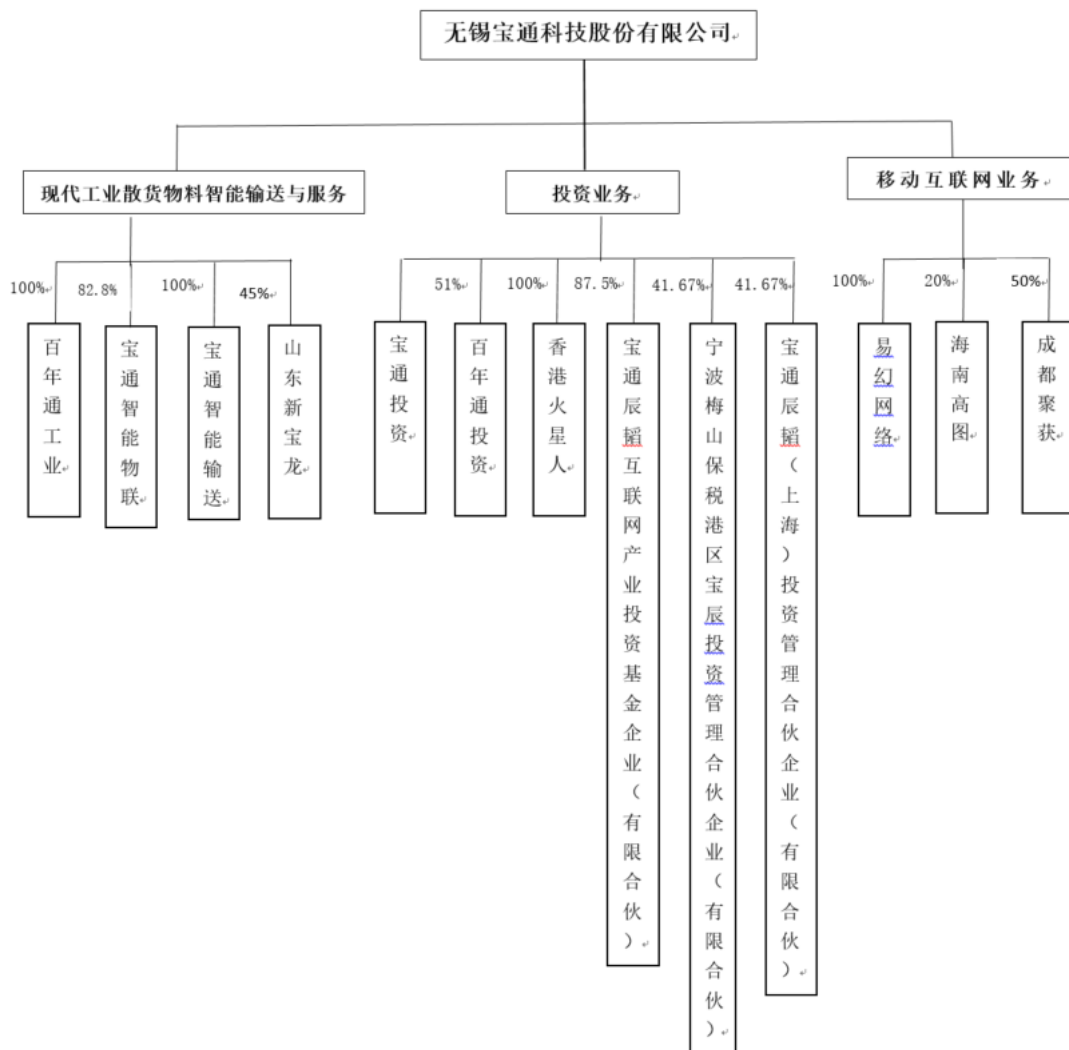 无锡宝通科技股份有限公司
现代工业散货物料智能输送与服务
投资业务
移动互联网业务
100%
82.8%
100%
45%
51%
100%
87.5%
41.67%
41.67%
100%
20%
50%
百年通工业
宝通智能物联
宝通智能输送
山东新宝龙
宝通投资
百年通投资
香港火星人
宝通辰韬互联网产业投资基金企业（有限合伙）
宁波梅山保税港区宝辰投资管理合伙企业（有限合伙）
宝通辰韬（上海）投资管理合伙企业（有限合伙）
易幻网络
海南高图
成都聚获